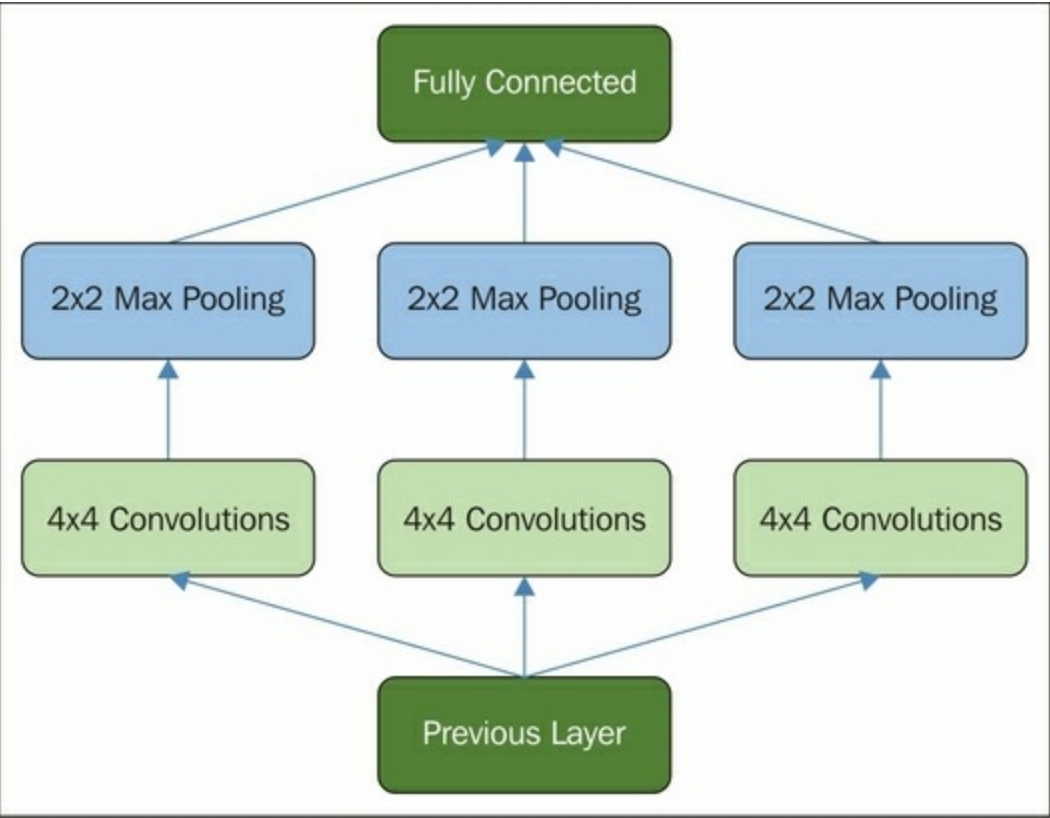 Fully Connected
2x2 Max Pooling
2x2 Max Pooling
2x2 Max Pooling
4x4 Convolutions
4x4 Convolutions
4x4 Convolutions
Previous Layer